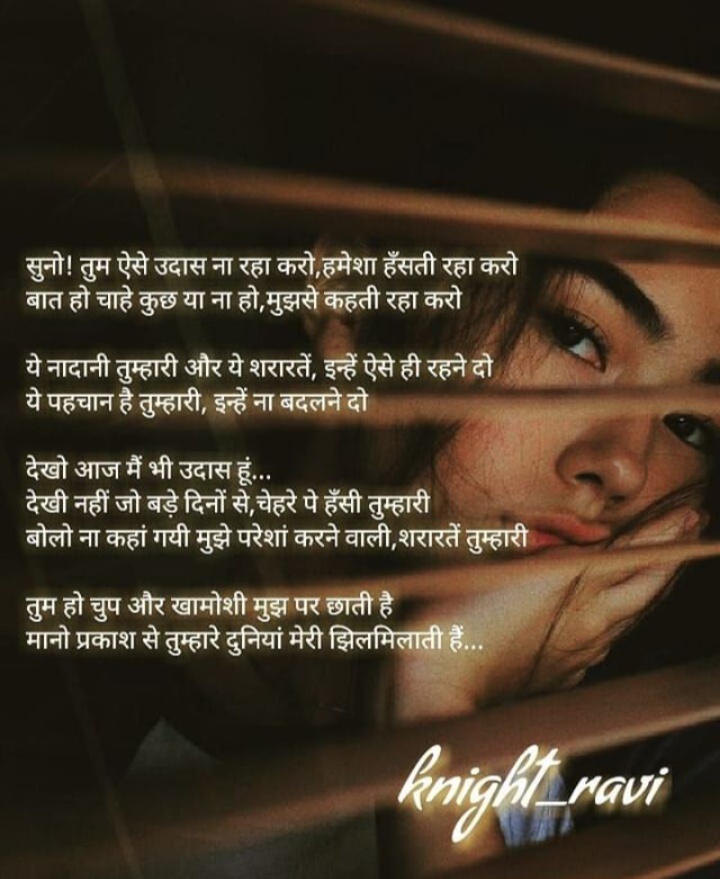 सुनो! तुम ऐसे उदास ना रहा करो,हमेशा हँसती रहा करो
बात हो चाहे कुछ या ना हो,मुझसे कहती रहा करो
ये नादानी तुम्हारी और ये शरारतें, इन्हें ऐसे ही रहने दो
ये पहचान है तुम्हारी, इन्हें ना बदलने दो
देखो आज मैं भी उदास हूं...
देखी नहीं जो बड़े दिनों से,चेहरे पे हँसी तुम्हारी
बोलो ना कहां गयी मुझे परेशां करने वाली,शरारतें तुम्हारी
तुम हो चुप और खामोशी मुझ पर छाती है
मानो प्रकाश से तुम्हारे दुनियां मेरी झिलमिलाती हैं...
knight_ravi